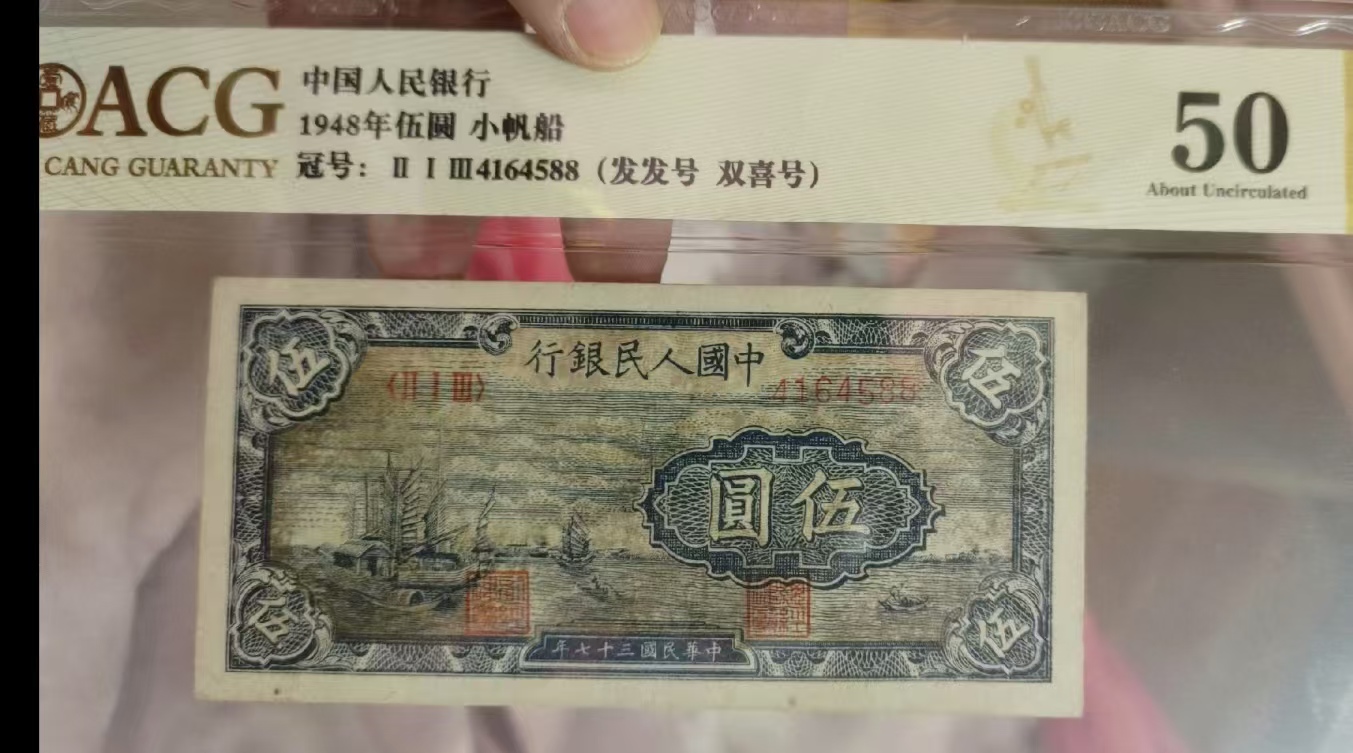 ACG
CANG GUARANTY
中国人民银行
1948年伍圆 小帆船
冠号: Ⅱ Ⅰ Ⅲ4164588 (发发号 双喜号)
50
About Uncirculated
伍
行銀民人國中
伍
〈Ⅱ Ⅰ Ⅲ〉
4164588
圓伍
伍
年七十三國民華中
伍